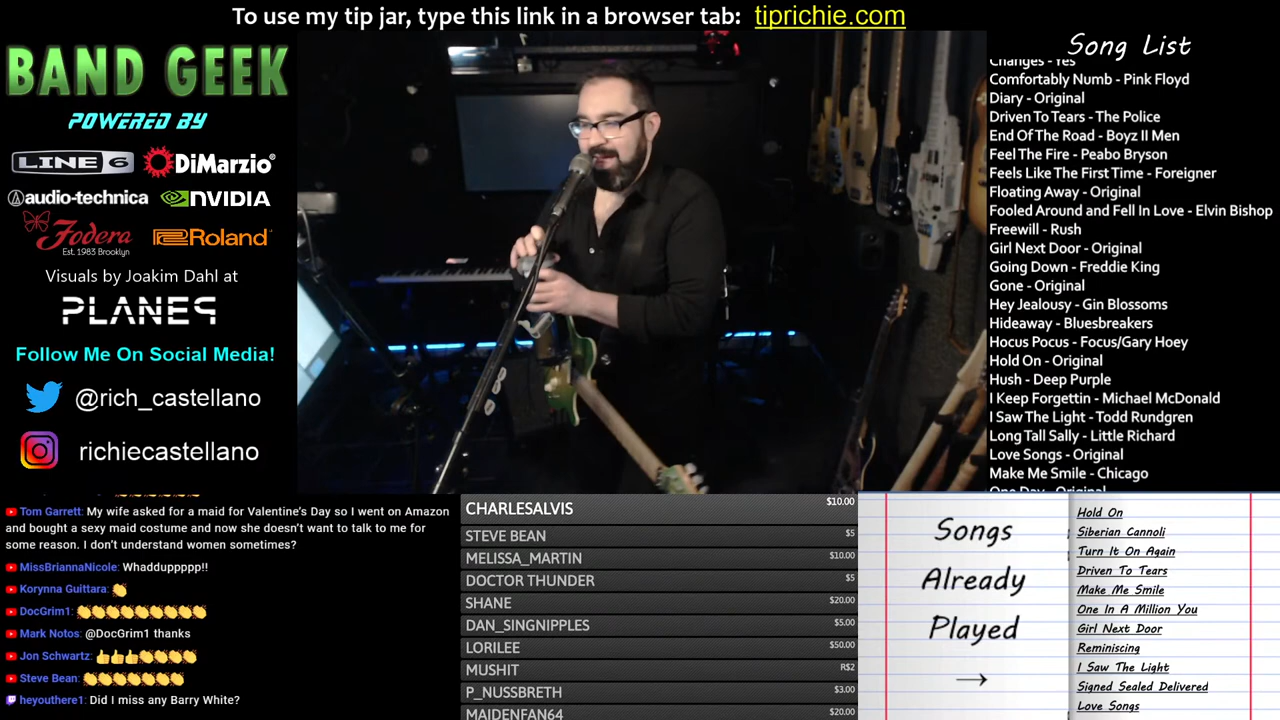 To use my tip jar, type this link in a browser tab: tiprichie.com
BAND GEEK
POWERED BY
LINE 6
DiMarzio
audio-technica
NVIDIA
Fodera
Est. 1983 Brooklyn
Roland
Visuals by Joakim Dahl at
PLANE9
Follow Me On Social Media!
@rich_castellano
richiecastellano
Song List
Changes - Yes
Comfortably Numb - Pink Floyd
Diary - Original
Driven To Tears - The Police
End Of The Road - Boyz II Men
Feel The Fire - Peabo Bryson
Feels Like The First Time - Foreigner
Floating Away - Original
Fooled Around and Fell In Love - Elvin Bishop
Freewill - Rush
Girl Next Door - Original
Going Down - Freddie King
Gone - Original
Hey Jealousy - Gin Blossoms
Hideaway - Bluesbreakers
Hocus Pocus - Focus/Gary Hoey
Hold On - Original
Hush - Deep Purple
I Keep Forgettin - Michael McDonald
I Saw The Light - Todd Rundgren
Long Tall Sally - Little Richard
Love Songs - Original
Make Me Smile - Chicago
One Day - Original
Tom Garrett: My wife asked for a maid for Valentine's Day so I went on Amazon
and bought a sexy maid costume and now she doesn't want to talk to me for
some reason. I don't understand women sometimes?
MissBriannaNicole: Whadduppppp!!
Korynna Guittara: 👏
DocGrim1: 👏👏👏👏👏👏👏👏👏
Mark Notos: @DocGrim1 thanks
Jon Schwartz: 👍👍👍👏👏👏👏
Steve Bean: 👏👏👏👏👏👏👏
heyouthere1: Did I miss any Barry White?
CHARLESALVIS $10.00
STEVE BEAN $5
MELISSA_MARTIN $10.00
DOCTOR THUNDER $5
SHANE $20.00
DAN_SINGNIPPLES $5.00
LORILEE $50.00
MUSHIT R$2
P_NUSSBRETH $3.00
MAIDENFAN64 $20.00
Songs
Already
Played
→
Hold On
Siberian Cannoli
Turn It On Again
Driven To Tears
Make Me Smile
One In A Million You
Girl Next Door
Reminiscing
I Saw The Light
Signed Sealed Delivered
Love Songs